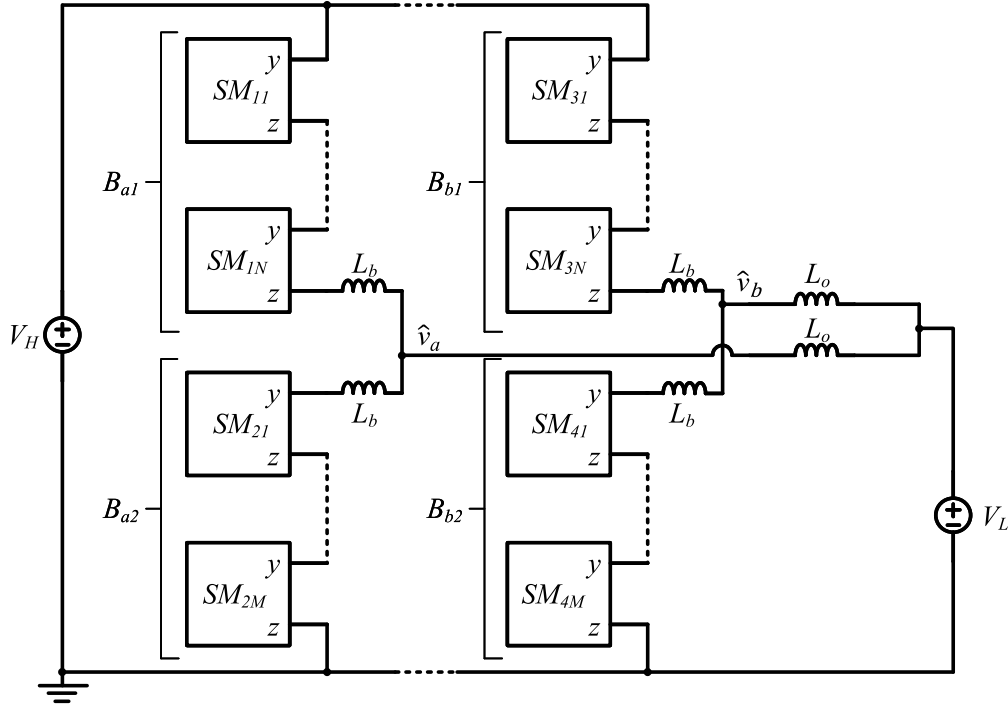 y
SM11
z
y
SM31
z
Ba1
Bb1
y
SM1N
z
Lb
y
SM3N
z
Lb
v̂b
Lo
VH
v̂a
Lo
y
SM21
z
Lb
y
SM41
z
Lb
Ba2
Bb2
VL
y
SM2M
z
y
SM4M
z